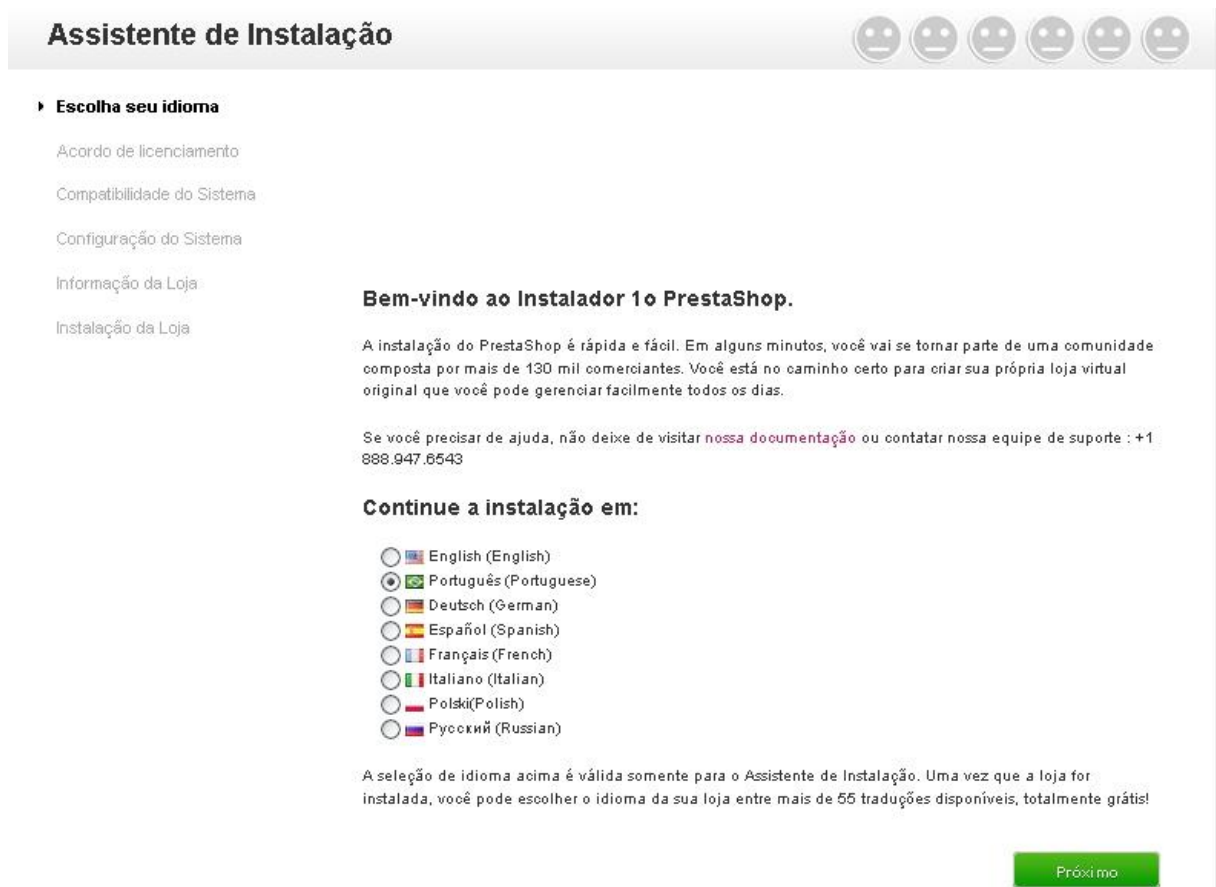 Assistente de Instalação
Escolha seu idioma
Acordo de licenciamento
Compatibilidade do Sistema
Configuração do Sistema
Informação da Loja
Instalação da Loja
Bem-vindo ao Instalador 1o PrestaShop.
A instalação do PrestaShop é rápida e fácil. Em alguns minutos, você vai se tornar parte de uma comunidade
composta por mais de 130 mil comerciantes. Você está no caminho certo para criar sua própria loja virtual
original que você pode gerenciar facilmente todos os dias.
Se você precisar de ajuda, não deixe de visitar nossa documentação ou contatar nossa equipe de suporte : +1
888.947.6543
Continue a instalação em:
English (English)
Português (Portuguese)
Deutsch (German)
Español (Spanish)
Français (French)
Italiano (Italian)
Polski(Polish)
Русский (Russian)
A seleção de idioma acima é válida somente para o Assistente de Instalação. Uma vez que a loja for
instalada, você pode escolher o idioma da sua loja entre mais de 55 traduções disponíveis, totalmente grátis!
Próximo